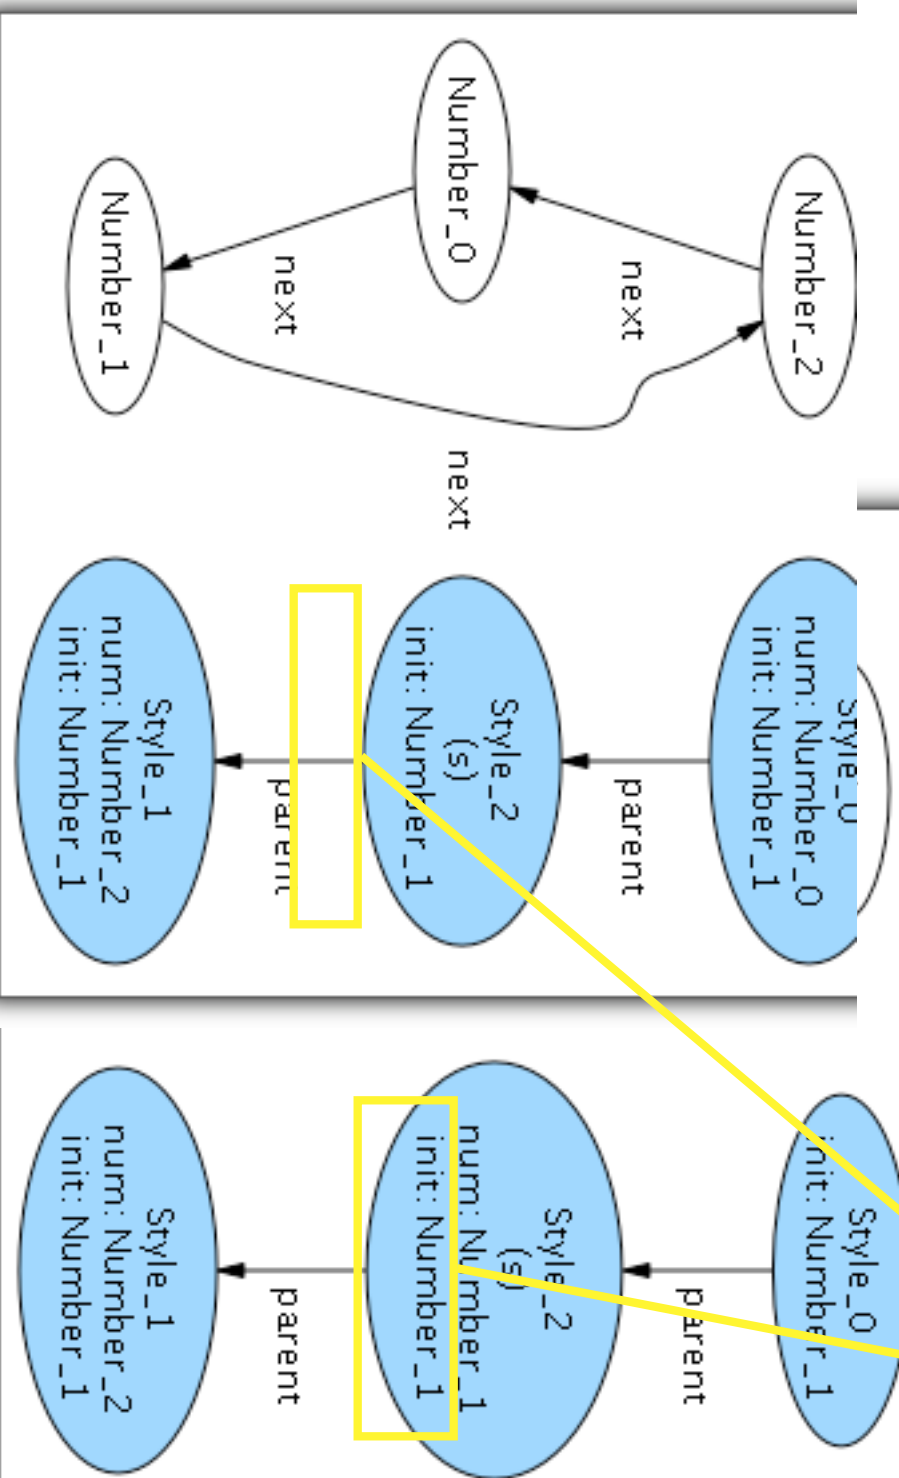 Number_2
Number_0
Number_1
next
next
next
Style_0
num: Number_0
init: Number_1
parent
Style_2
(s)
init: Number_1
parent
Style_1
num: Number_2
init: Number_1
Style_0
init: Number_1
parent
Style_2
(s)
num: Number_1
init: Number_1
parent
Style_1
num: Number_2
init: Number_1